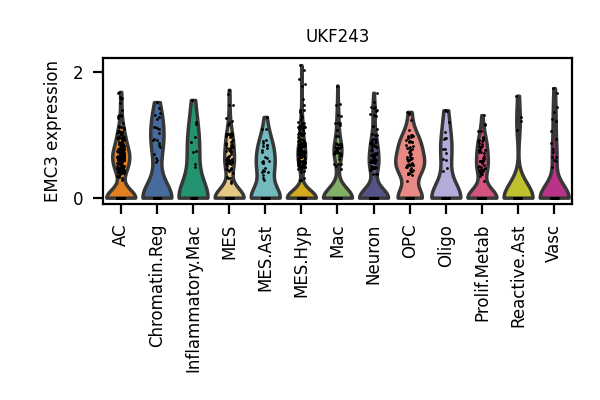 UKF243
EMC3 expression
2
0
AC
Chromatin.Reg
Inflammatory.Mac
MES
MES.Ast
MES.Hyp
Mac
Neuron
OPC
Oligo
Prolif.Metab
Reactive.Ast
Vasc